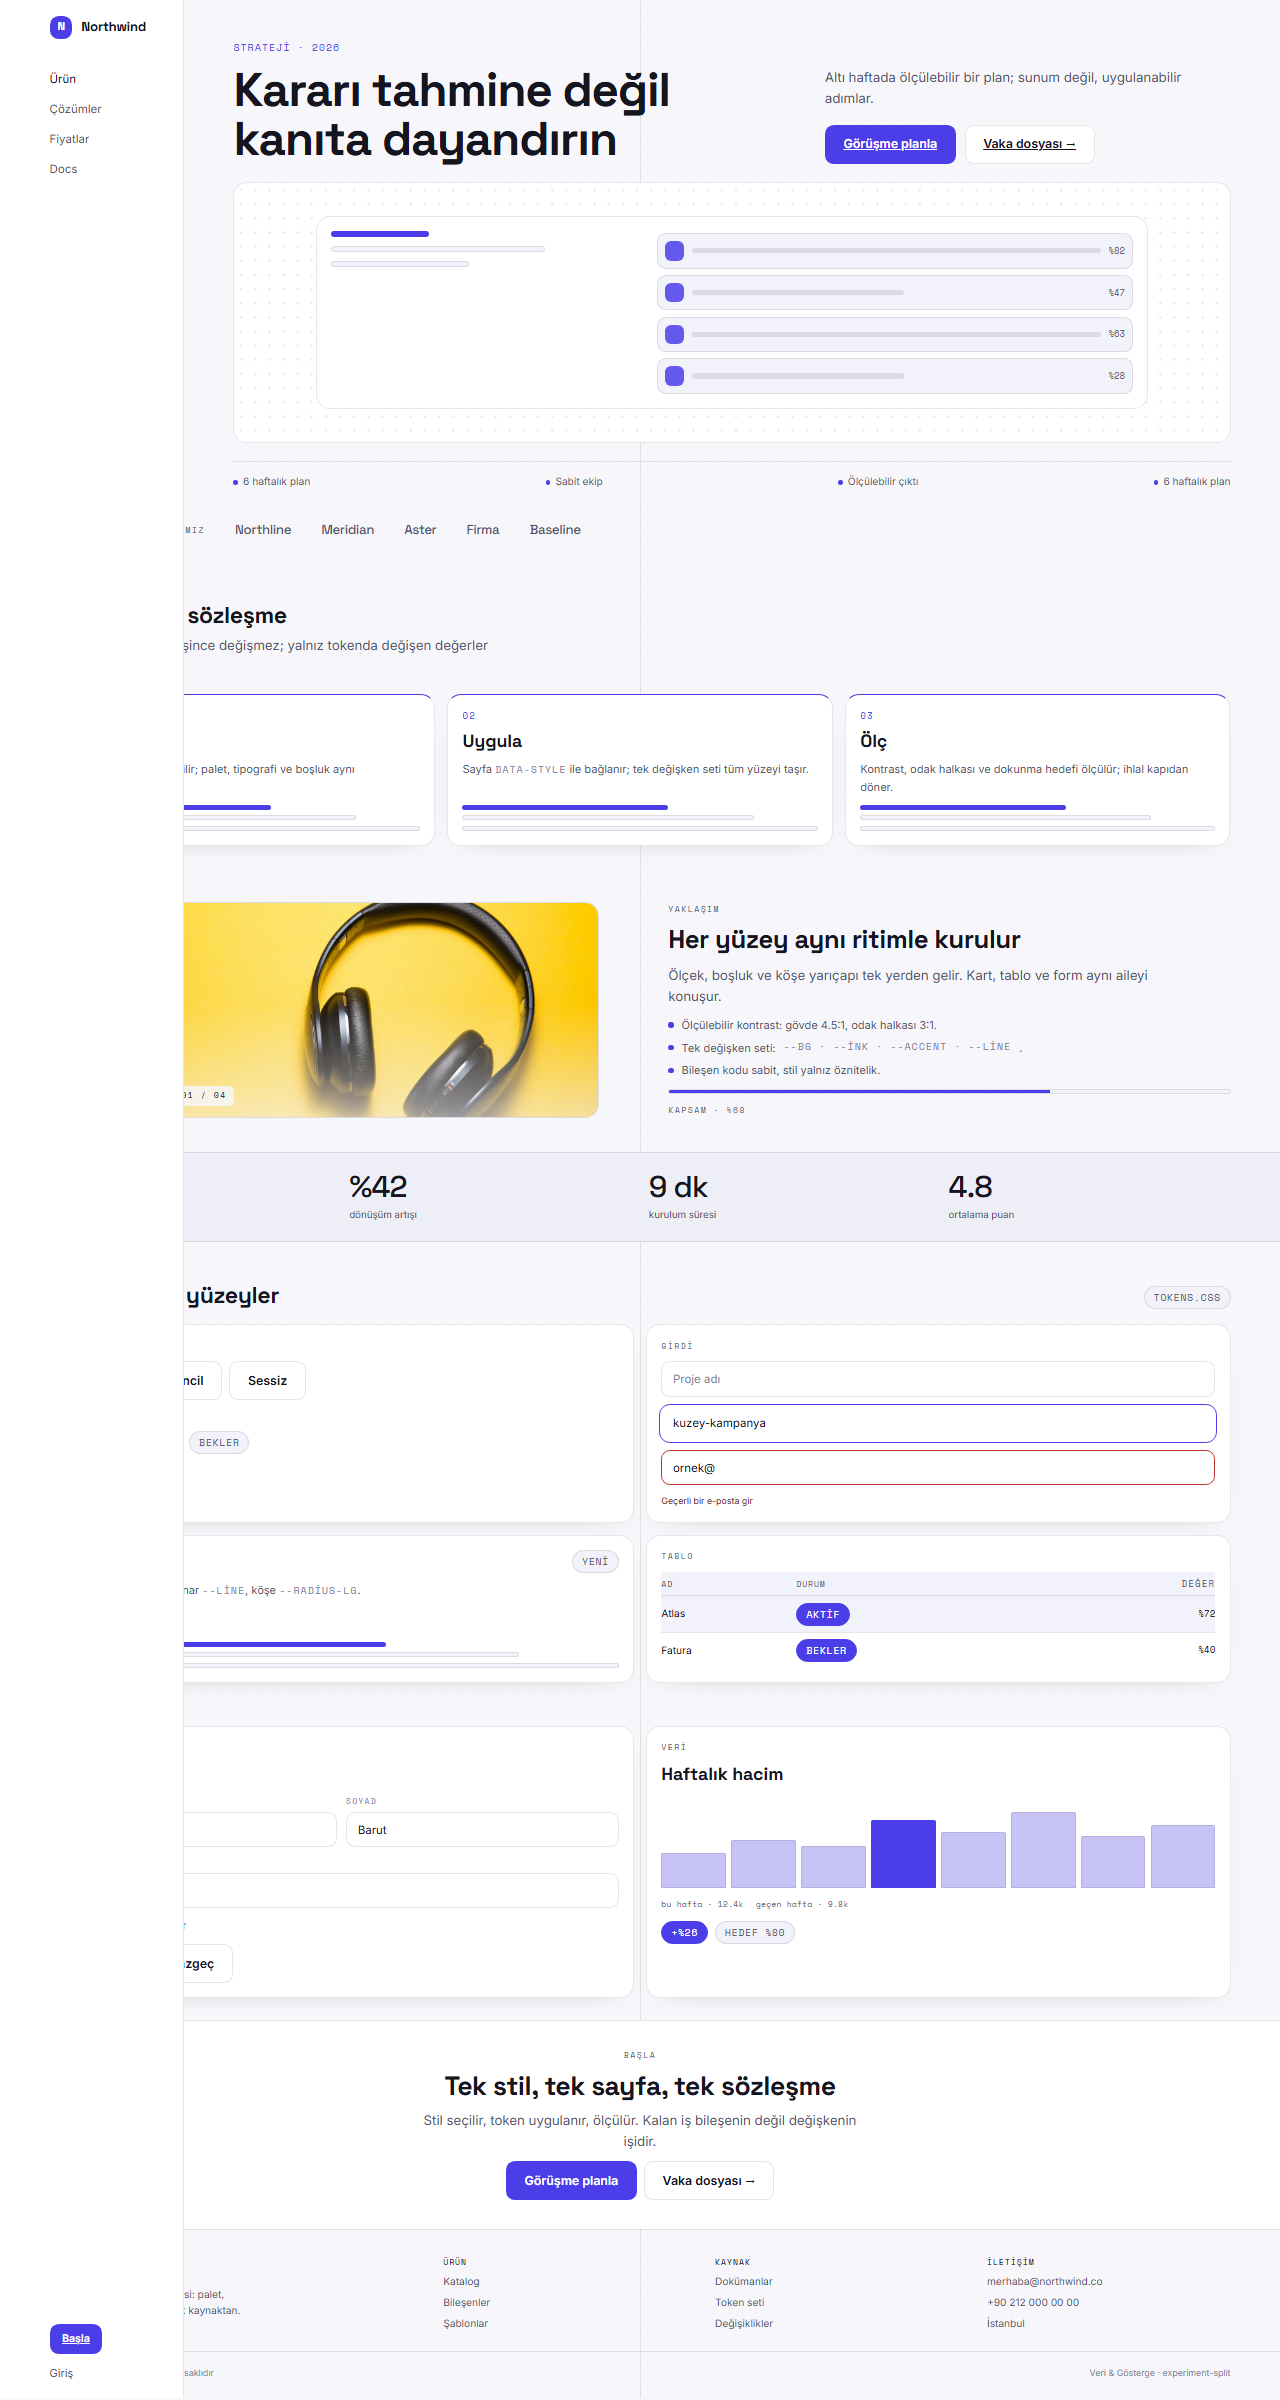 N Northwind
Ürün
Çözümler
Fiyatlar
Docs
STRATEJİ · 2026
Kararı tahmine değil
kanıta dayandırın
Altı haftada ölçülebilir bir plan; sunum değil, uygulanabilir
adımlar.
Görüşme planla
Vaka dosyası →
%82
%47
%63
%28
6 haftalık plan
Sabit ekip
Ölçülebilir çıktı
6 haftalık plan
MIZ
Northline
Meridian
Aster
Firma
Baseline
sözleşme
şince değişmez; yalnız tokenda değişen değerler
ilir; palet, tipografi ve boşluk aynı
02
Uygula
Sayfa DATA-STYLE ile bağlanır; tek değişken seti tüm yüzeyi taşır.
03
Ölç
Kontrast, odak halkası ve dokunma hedefi ölçülür; ihlal kapıdan
döner.
01 / 04
YAKLAŞIM
Her yüzey aynı ritimle kurulur
Ölçek, boşluk ve köşe yarıçapı tek yerden gelir. Kart, tablo ve form aynı aileyi
konuşur.
Ölçülebilir kontrast: gövde 4.5:1, odak halkası 3:1.
Tek değişken seti: --BG · --İNK · --ACCENT · --LİNE .
Bileşen kodu sabit, stil yalnız öznitelik.
KAPSAM · %68
%42
dönüşüm artışı
9 dk
kurulum süresi
4.8
ortalama puan
yüzeyler
TOKENS.CSS
ncil
Sessiz
BEKLER
GİRDİ
Proje adı
kuzey-kampanya
ornek@
Geçerli bir e-posta gir
YENİ
nar --LİNE, köşe --RADİUS-LG.
TABLO
AD DURUM DEĞER
Atlas AKTİF %72
Fatura BEKLER %40
SOYAD
Barut
r
zgeç
VERİ
Haftalık hacim
bu hafta · 12.4k geçen hafta · 9.8k
+%26
HEDEF %80
BAŞLA
Tek stil, tek sayfa, tek sözleşme
Stil seçilir, token uygulanır, ölçülür. Kalan iş bileşenin değil değişkenin
işidir.
Görüşme planla
Vaka dosyası →
si: palet,
kaynaktan.
ÜRÜN
Katalog
Bileşenler
Şablonlar
KAYNAK
Dokümanlar
Token seti
Değişiklikler
İLETİŞİM
merhaba@northwind.co
+90 212 000 00 00
İstanbul
Başla
Giriş
saklıdır
Veri & Gösterge · experiment-split